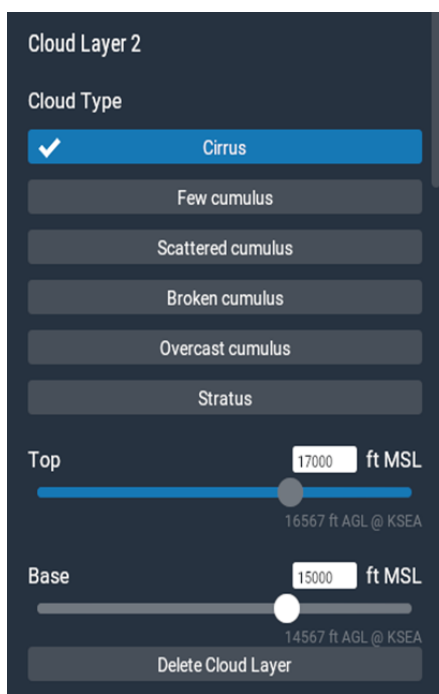 Cloud Layer 2
Cloud Type
Cirrus
Few cumulus
Scattered cumulus
Broken cumulus
Overcast cumulus
Stratus
Top 17000 ft MSL
16567 ft AGL @ KSEA
Base 15000 ft MSL
14567 ft AGL @ KSEA
Delete Cloud Layer